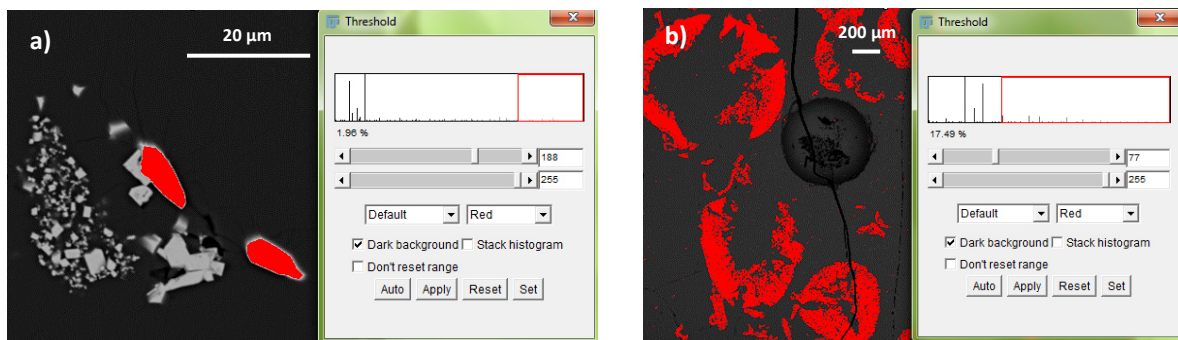 a)
20 µm
Threshold
1.96 %
188
255
Default
Red
Dark background
Stack histogram
Don't reset range
Auto
Apply
Reset
Set
b)
200 µm
Threshold
17.49 %
77
255
Default
Red
Dark background
Stack histogram
Don't reset range
Auto
Apply
Reset
Set